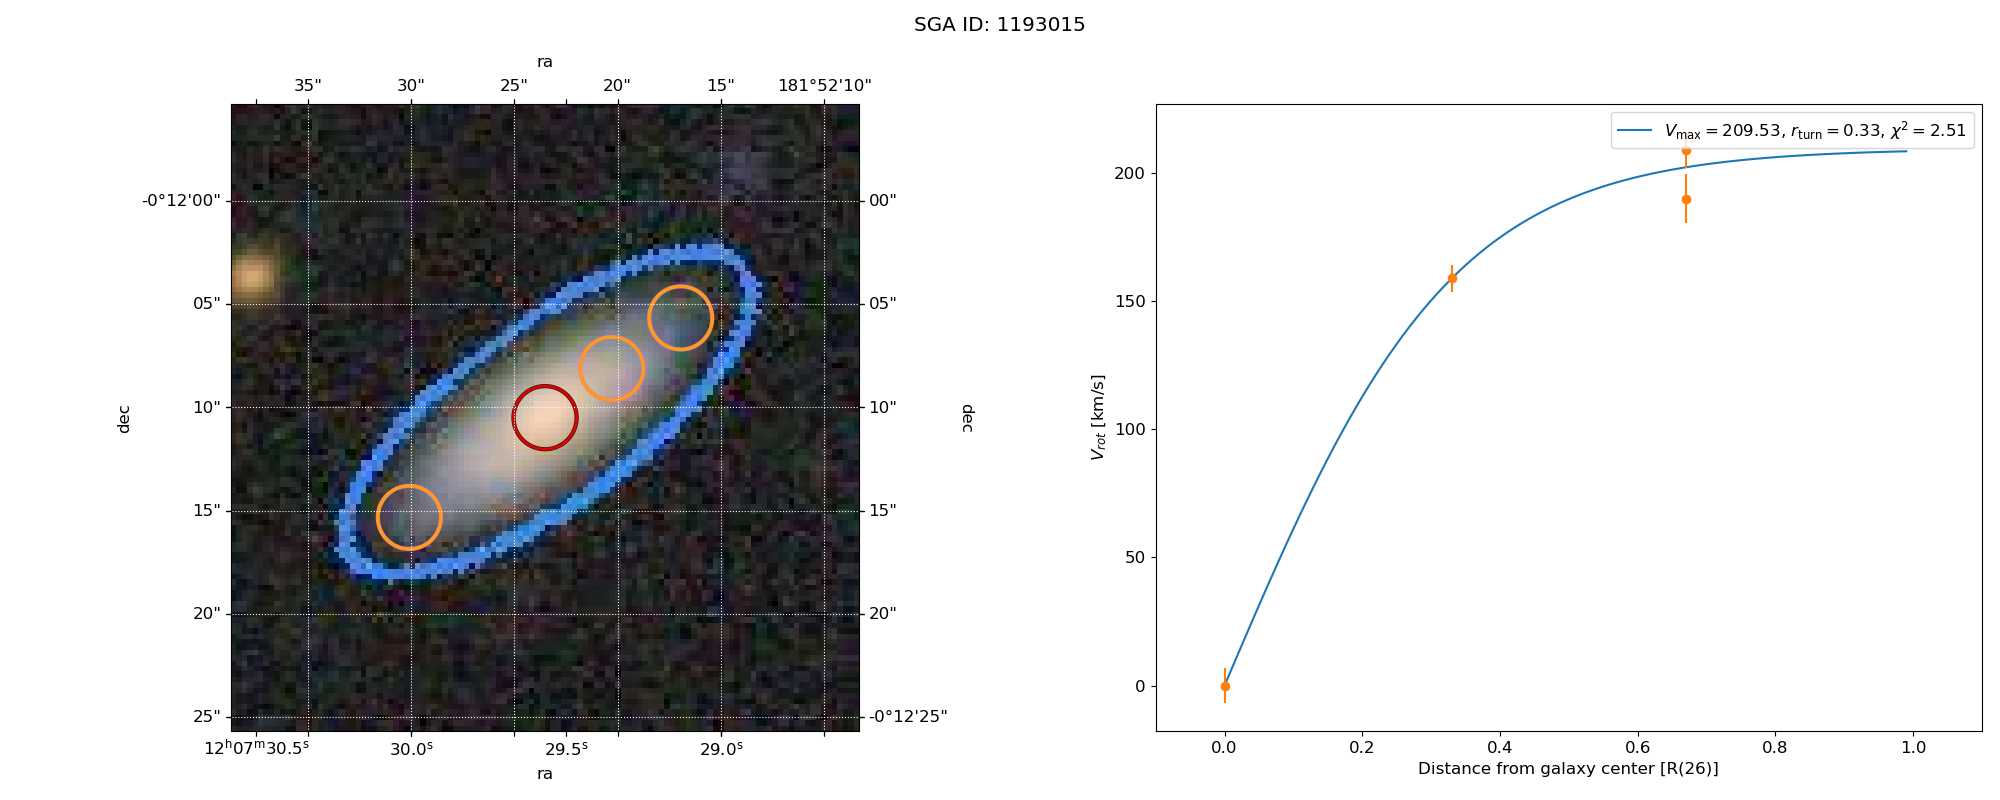 SGA ID: 1193015
ra
35" 30" 25" 20" 15" 181°52'10"
-0°12'00" 00"
05" 05"
10" 10"
15" 15"
20" 20"
25" -0°12'25"
dec
dec
12ʰ07ᵐ30.5ˢ 30.0ˢ 29.5ˢ 29.0ˢ
ra
V_max = 209.53, r_turn = 0.33, χ² = 2.51
200
150
100
50
0
V_rot [km/s]
0.0 0.2 0.4 0.6 0.8 1.0
Distance from galaxy center [R(26)]